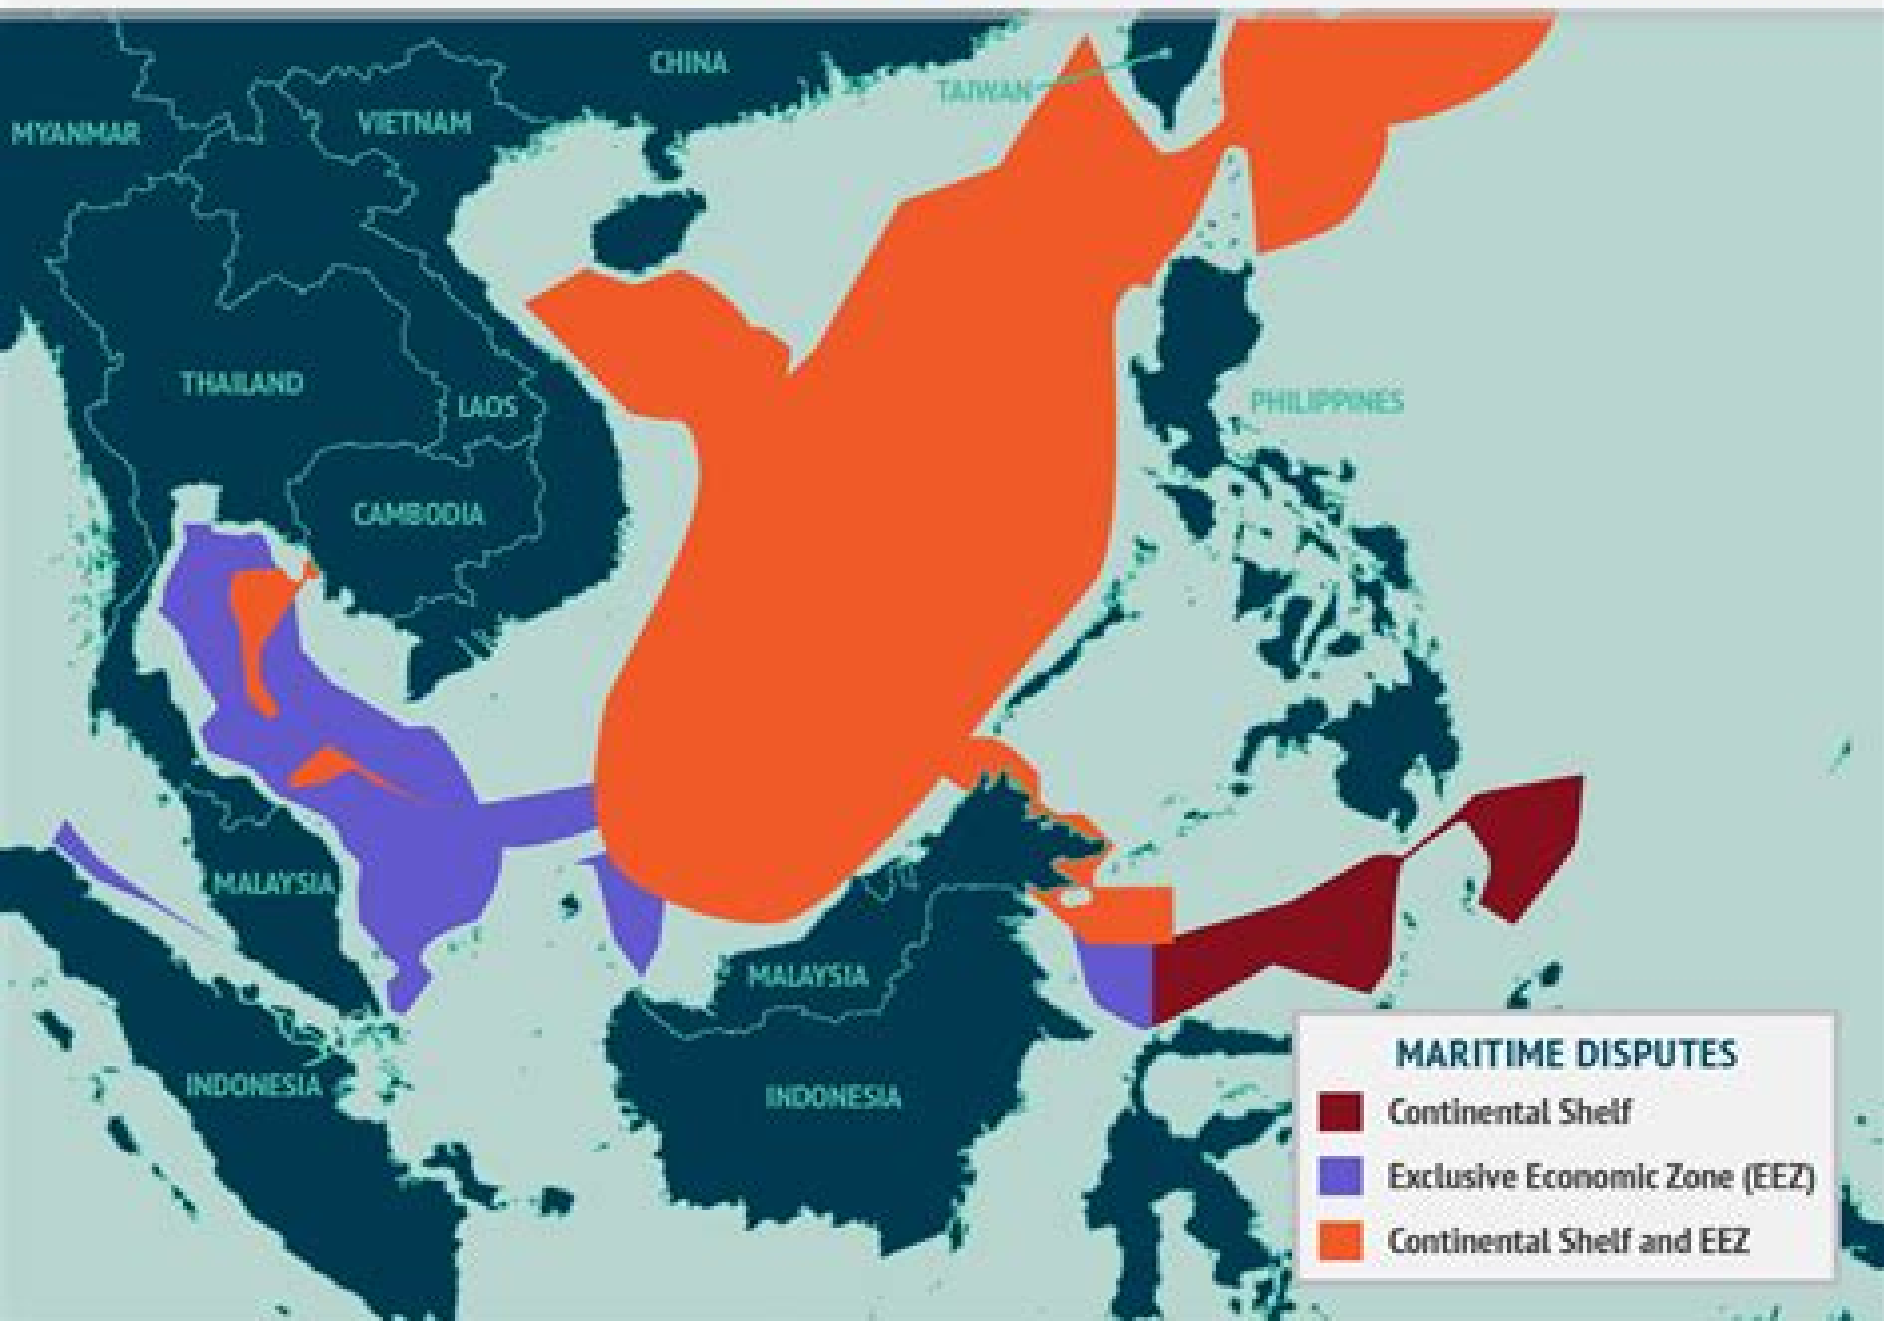 CHINA
TAIWAN
VIETNAM
MYANMAR
THAILAND
LAOS
PHILIPPINES
CAMBODIA
MALAYSIA
MALAYSIA
INDONESIA
INDONESIA
MARITIME DISPUTES
Continental Shelf
Exclusive Economic Zone (EEZ)
Continental Shelf and EEZ